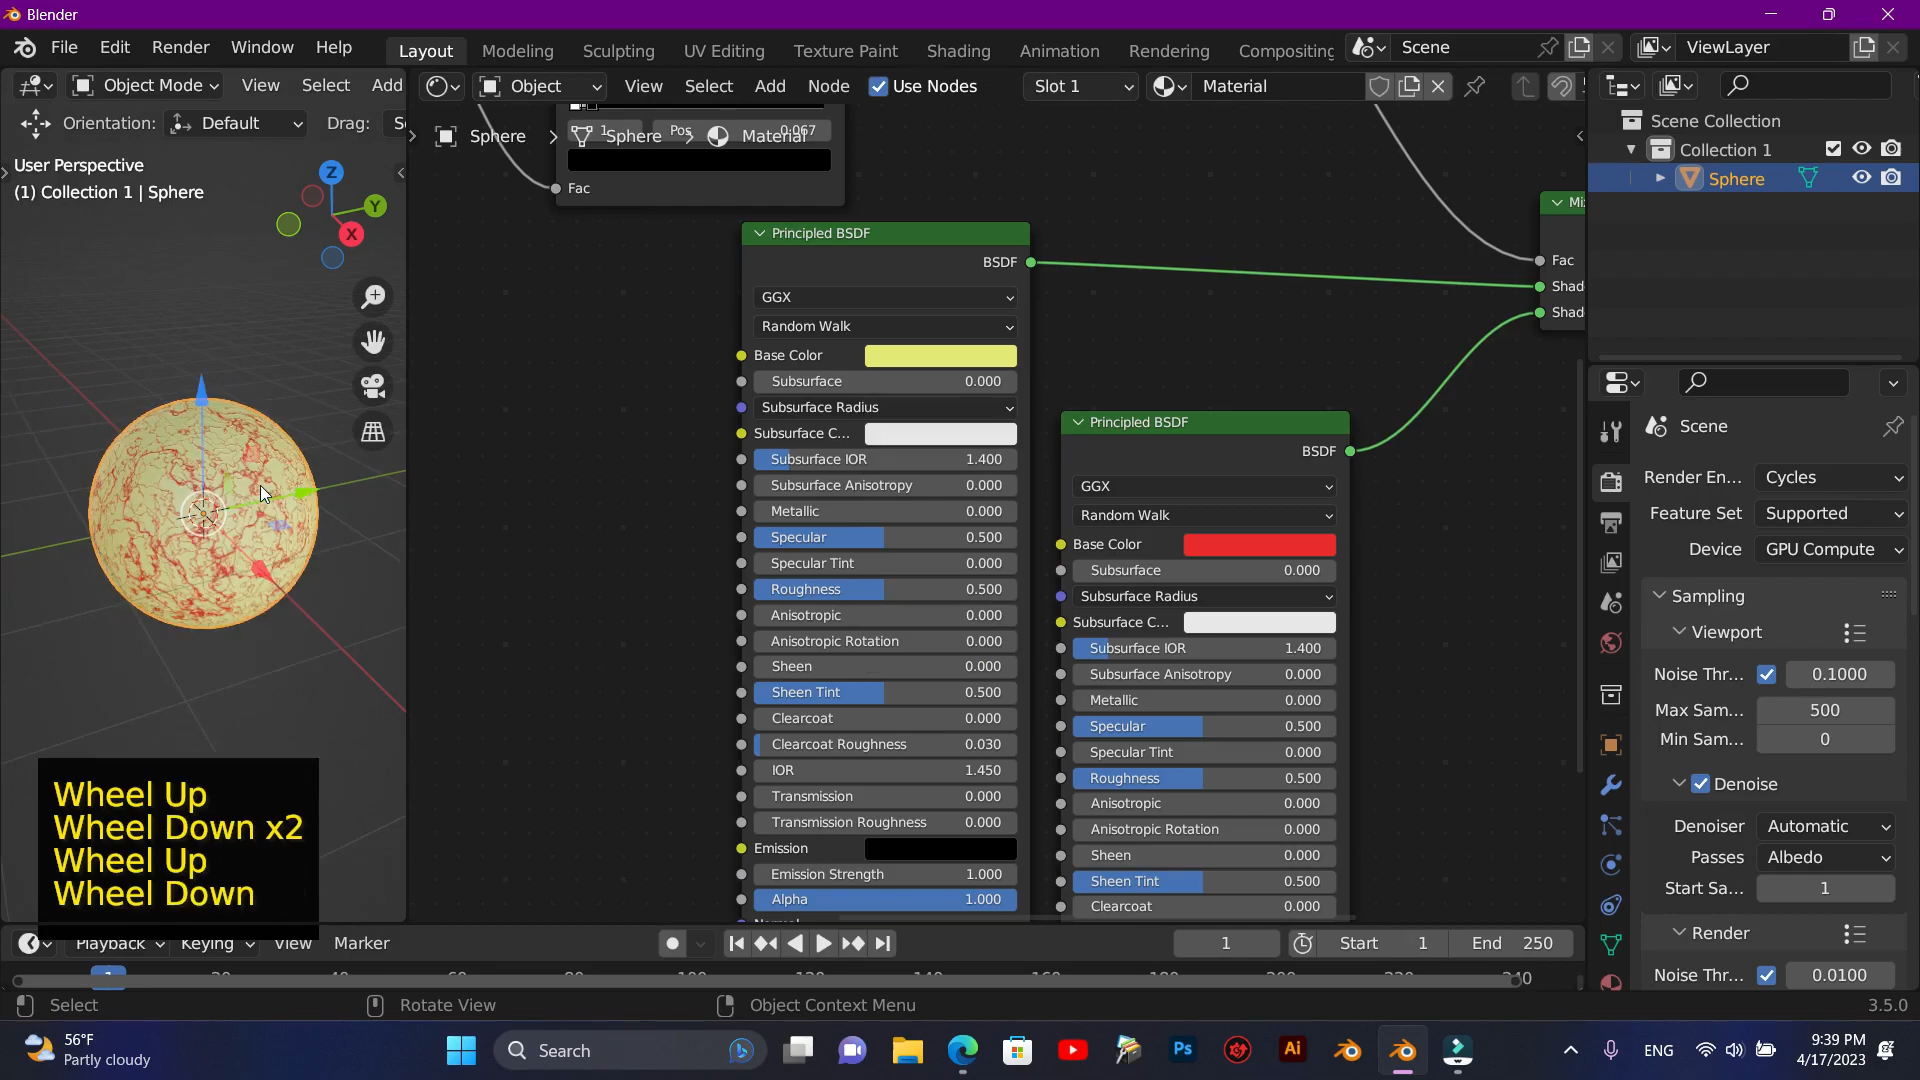 Blender
File Edit Render Window Help
Layout Modeling Sculpting UV Editing Texture Paint Shading Animation Rendering Compositing
Scene
ViewLayer
Object Mode View Select Add
Object View Select Add Node Use Nodes Slot 1 Material
Orientation: Default Drag:
Sphere > Sphere > Material
1 Pos 0.067
Fac
User Perspective
(1) Collection 1 | Sphere
Z
Y
X
Principled BSDF
BSDF
GGX
Random Walk
Base Color
Subsurface 0.000
Subsurface Radius
Subsurface C...
Subsurface IOR 1.400
Subsurface Anisotropy 0.000
Metallic 0.000
Specular 0.500
Specular Tint 0.000
Roughness 0.500
Anisotropic 0.000
Anisotropic Rotation 0.000
Sheen 0.000
Sheen Tint 0.500
Clearcoat 0.000
Clearcoat Roughness 0.030
IOR 1.450
Transmission 0.000
Transmission Roughness 0.000
Emission
Emission Strength 1.000
Alpha 1.000
Principled BSDF
BSDF
GGX
Random Walk
Base Color
Subsurface 0.000
Subsurface Radius
Subsurface C...
Subsurface IOR 1.400
Subsurface Anisotropy 0.000
Metallic 0.000
Specular 0.500
Specular Tint 0.000
Roughness 0.500
Anisotropic 0.000
Anisotropic Rotation 0.000
Sheen 0.000
Sheen Tint 0.500
Clearcoat 0.000
Mi
Fac
Shad
Shad
Scene Collection
Collection 1
Sphere
Scene
Render En... Cycles
Feature Set Supported
Device GPU Compute
Sampling
Viewport
Noise Thr... 0.1000
Max Sam... 500
Min Sam... 0
Denoise
Denoiser Automatic
Passes Albedo
Start Sa... 1
Render
Noise Thr... 0.0100
Wheel Up
Wheel Down x2
Wheel Up
Wheel Down
Playback Keying View Marker
1 Start 1 End 250
Select Rotate View Object Context Menu 3.5.0
56°F
Partly cloudy
Search
Ps
Ai
ENG
9:39 PM
4/17/2023